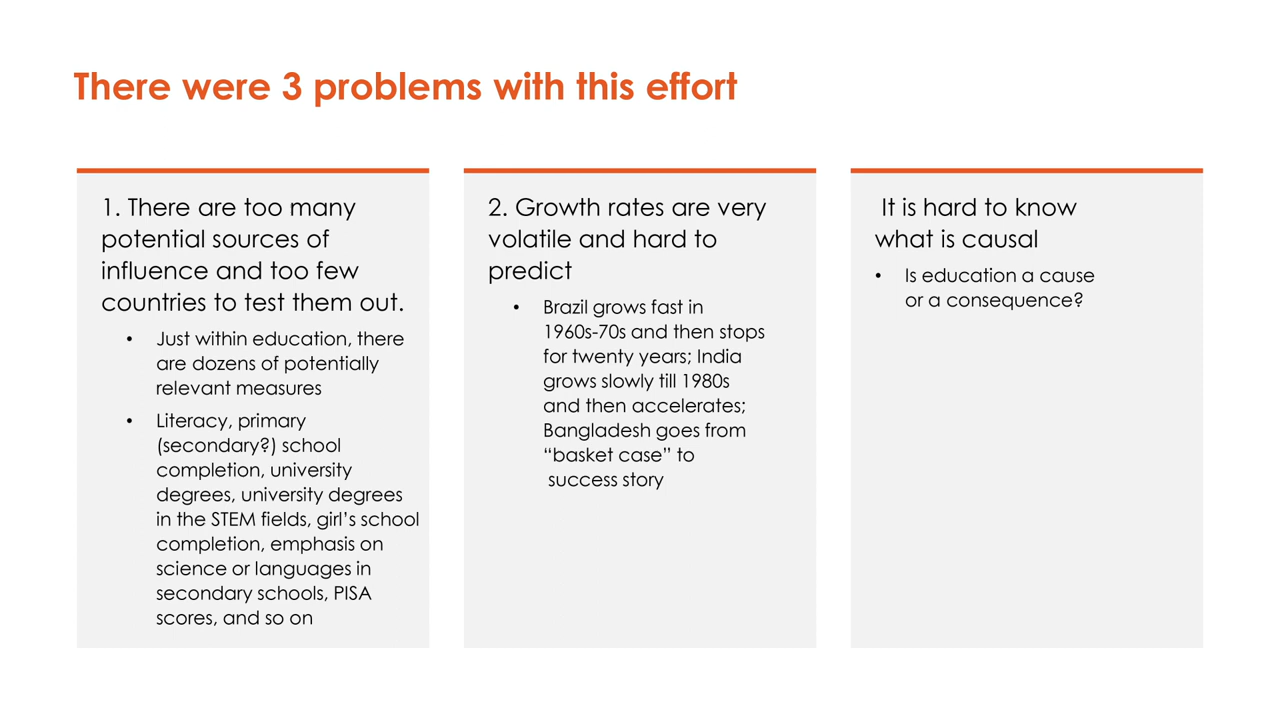 There were 3 problems with this effort
1. There are too many
potential sources of
influence and too few
countries to test them out.
• Just within education, there
are dozens of potentially
relevant measures
• Literacy, primary
(secondary?) school
completion, university
degrees, university degrees
in the STEM fields, girl’s school
completion, emphasis on
science or languages in
secondary schools, PISA
scores, and so on
2. Growth rates are very
volatile and hard to
predict
• Brazil grows fast in
1960s-70s and then stops
for twenty years; India
grows slowly till 1980s
and then accelerates;
Bangladesh goes from
“basket case” to
success story
It is hard to know
what is causal
• Is education a cause
or a consequence?